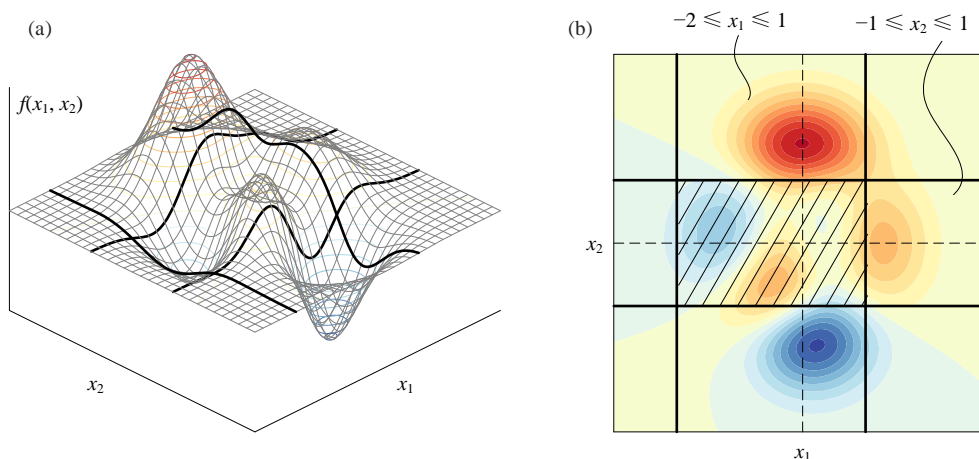 (a)
f(x₁, x₂)
x₂
x₁
(b)
−2 ⩽ x₁ ⩽ 1
−1 ⩽ x₂ ⩽ 1
x₂
x₁